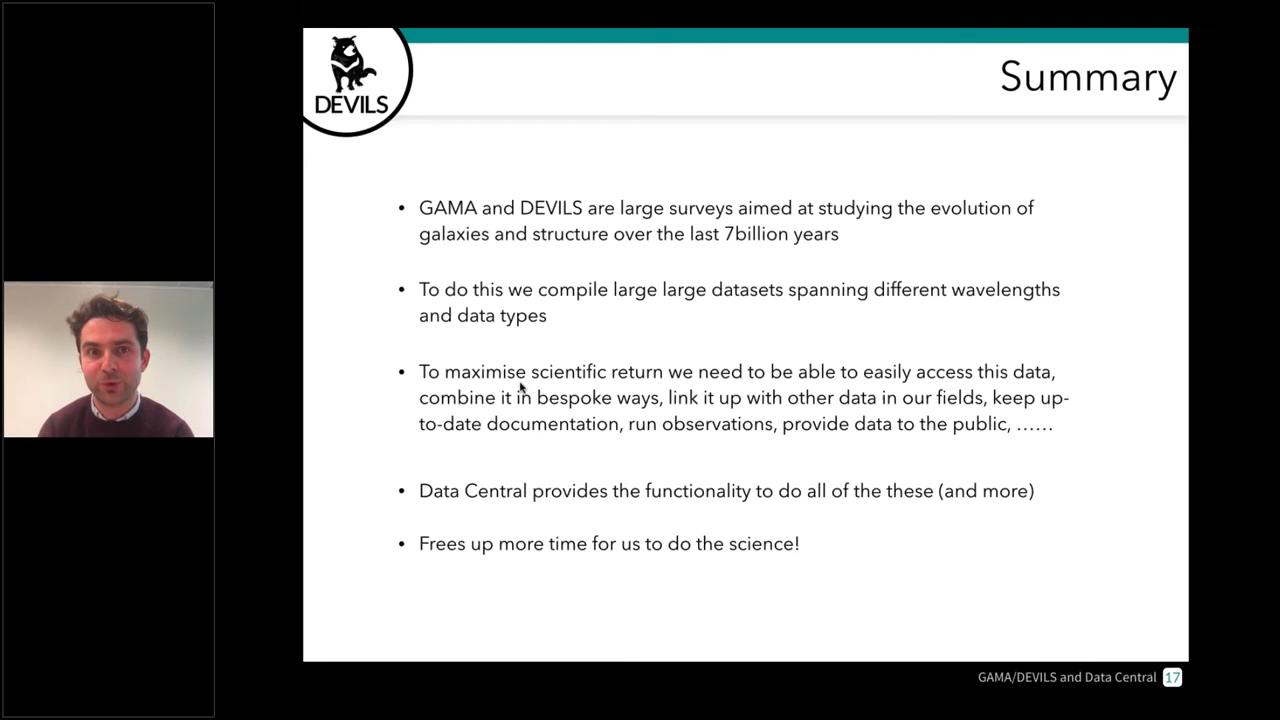 DEVILS
Summary
• GAMA and DEVILS are large surveys aimed at studying the evolution of
galaxies and structure over the last 7billion years
• To do this we compile large large datasets spanning different wavelengths
and data types
• To maximise scientific return we need to be able to easily access this data,
combine it in bespoke ways, link it up with other data in our fields, keep up-
to-date documentation, run observations, provide data to the public, ……
• Data Central provides the functionality to do all of the these (and more)
• Frees up more time for us to do the science!
GAMA/DEVILS and Data Central 17